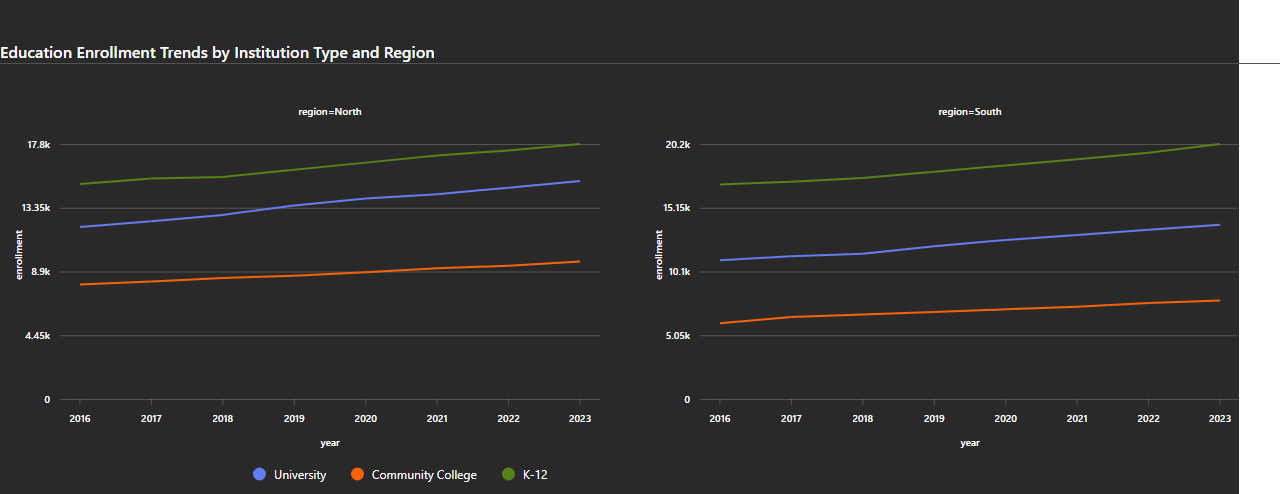 Education Enrollment Trends by Institution Type and Region
region=North
17.8k
13.35k
8.9k
4.45k
0
enrollment
2016 2017 2018 2019 2020 2021 2022 2023
year
region=South
20.2k
15.15k
10.1k
5.05k
0
enrollment
2016 2017 2018 2019 2020 2021 2022 2023
year
University Community College K-12